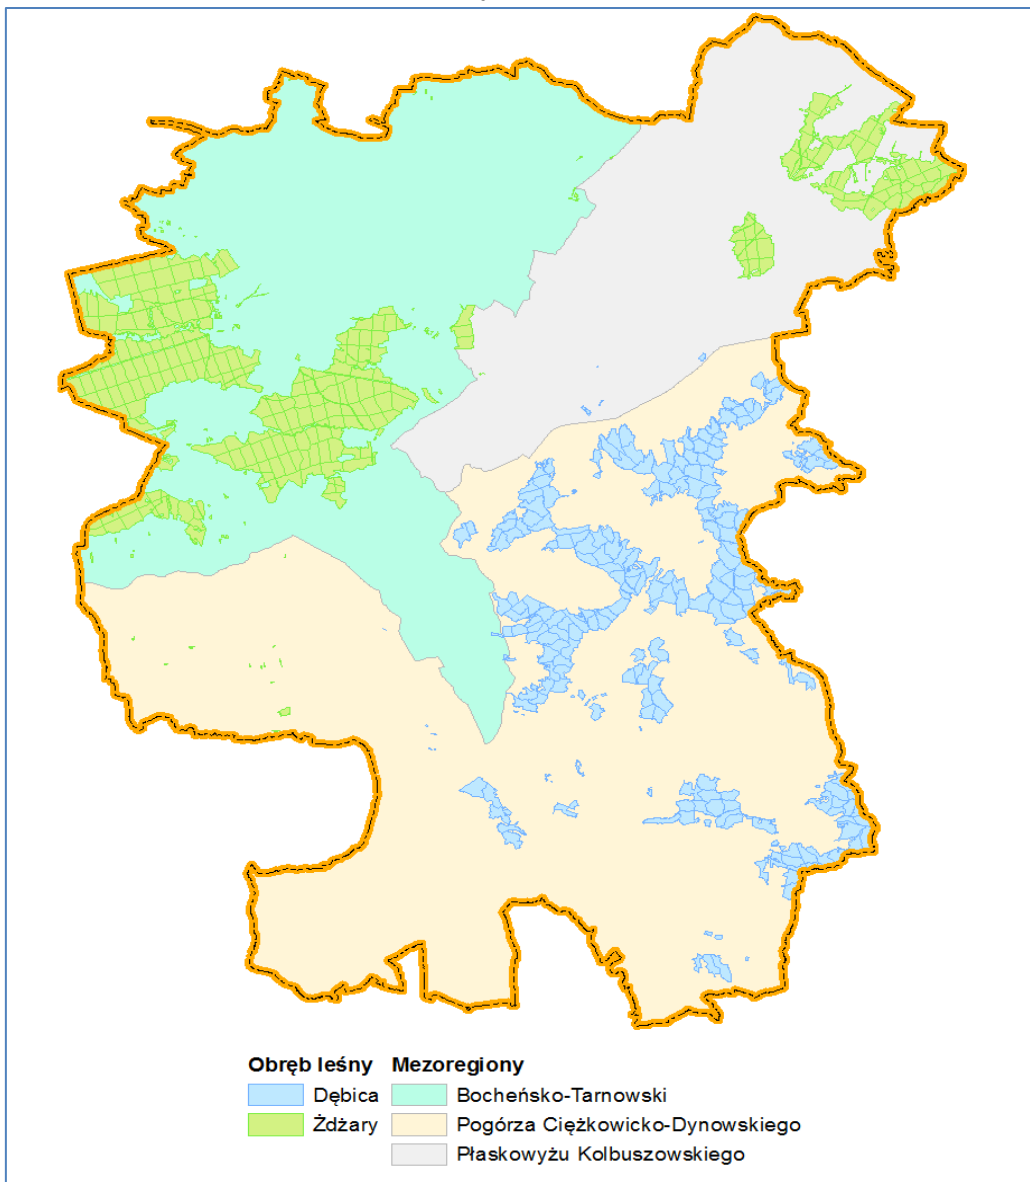 Obręb leśny Mezoregiony
Dębica Bocheńsko-Tarnowski
Żdżary Pogórza Ciężkowicko-Dynowskiego
Płaskowyżu Kolbuszowskiego